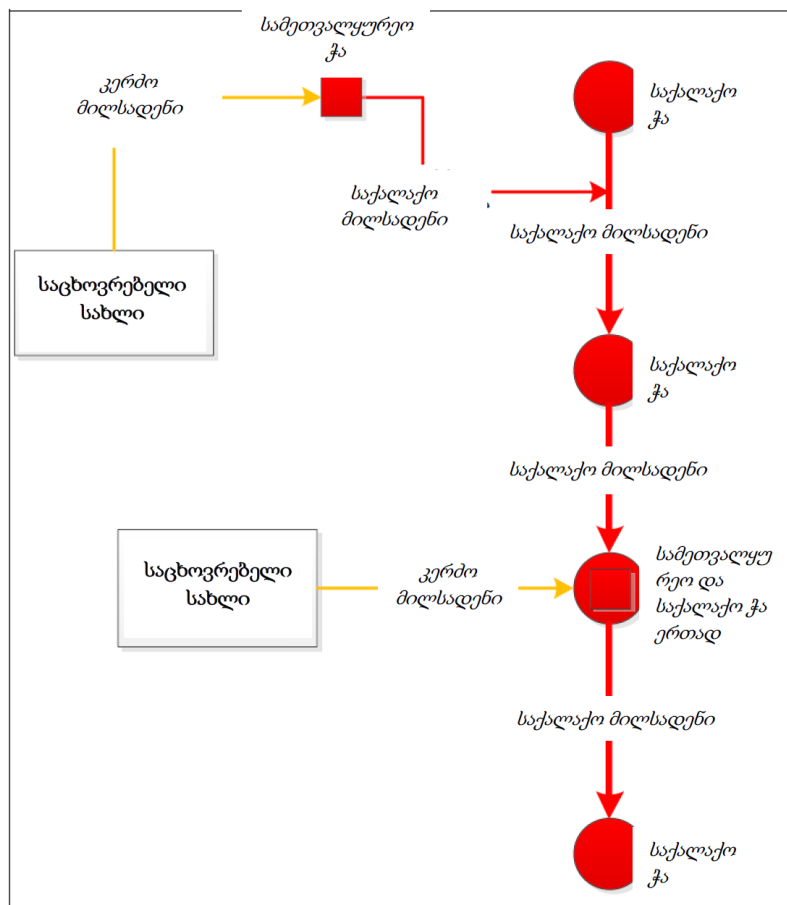 სამეთვალყურეო
ჭა
კერძო
მილსადენი
საქალაქო
ჭა
საქალაქო
მილსადენი
საქალაქო მილსადენი
საცხოვრებელი
სახლი
საქალაქო
ჭა
საქალაქო მილსადენი
საცხოვრებელი
სახლი
კერძო
მილსადენი
სამეთვალყუ
რეო და
საქალაქო ჭა
ერთად
საქალაქო მილსადენი
საქალაქო
ჭა